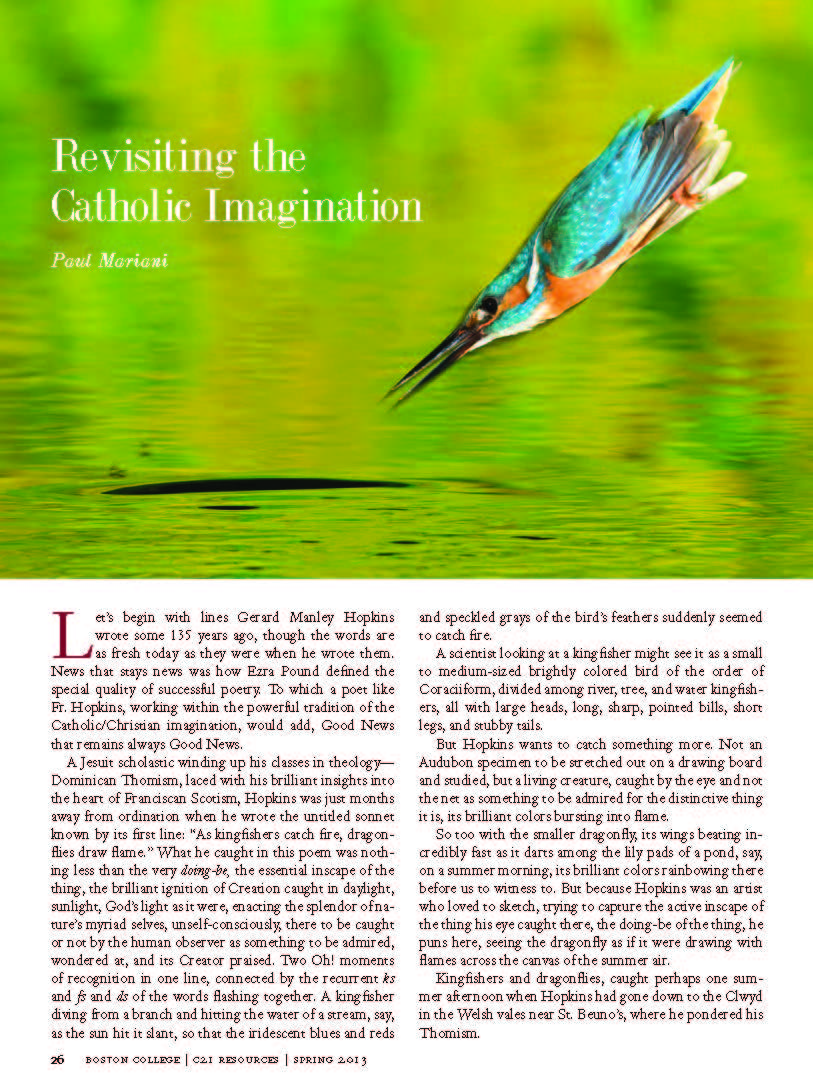 Revisiting the
Catholic Imagination
Paul Mariani
Let’s begin with lines Gerard Manley Hopkins
wrote some 135 years ago, though the words are
as fresh today as they were when he wrote them.
News that stays news was how Ezra Pound defined the
special quality of successful poetry. To which a poet like
Fr. Hopkins, working within the powerful tradition of the
Catholic/Christian imagination, would add, Good News
that remains always Good News.
A Jesuit scholastic winding up his classes in theology—
Dominican Thomism, laced with his brilliant insights into
the heart of Franciscan Scotism, Hopkins was just months
away from ordination when he wrote the untitled sonnet
known by its first line: “As kingfishers catch fire, dragon-
flies draw flame.” What he caught in this poem was noth-
ing less than the very doing-be, the essential inscape of the
thing, the brilliant ignition of Creation caught in daylight,
sunlight, God’s light as it were, enacting the splendor of na-
ture’s myriad selves, unself-consciously, there to be caught
or not by the human observer as something to be admired,
wondered at, and its Creator praised. Two Oh! moments
of recognition in one line, connected by the recurrent ks
and fs and ds of the words flashing together. A kingfisher
diving from a branch and hitting the water of a stream, say,
as the sun hit it slant, so that the iridescent blues and reds
and speckled grays of the bird’s feathers suddenly seemed
to catch fire.
A scientist looking at a kingfisher might see it as a small
to medium-sized brightly colored bird of the order of
Coraciiform, divided among river, tree, and water kingfish-
ers, all with large heads, long, sharp, pointed bills, short
legs, and stubby tails.
But Hopkins wants to catch something more. Not an
Audubon specimen to be stretched out on a drawing board
and studied, but a living creature, caught by the eye and not
the net as something to be admired for the distinctive thing
it is, its brilliant colors bursting into flame.
So too with the smaller dragonfly, its wings beating in-
credibly fast as it darts among the lily pads of a pond, say,
on a summer morning, its brilliant colors rainbowing there
before us to witness to. But because Hopkins was an artist
who loved to sketch, trying to capture the active inscape of
the thing his eye caught there, the doing-be of the thing, he
puns here, seeing the dragonfly as if it were drawing with
flames across the canvas of the summer air.
Kingfishers and dragonflies, caught perhaps one sum-
mer afternoon when Hopkins had gone down to the Clwyd
in the Welsh vales near St. Beuno’s, where he pondered his
Thomism.
26 BOSTON COLLEGE | C21 RESOURCES | SPRING 2013